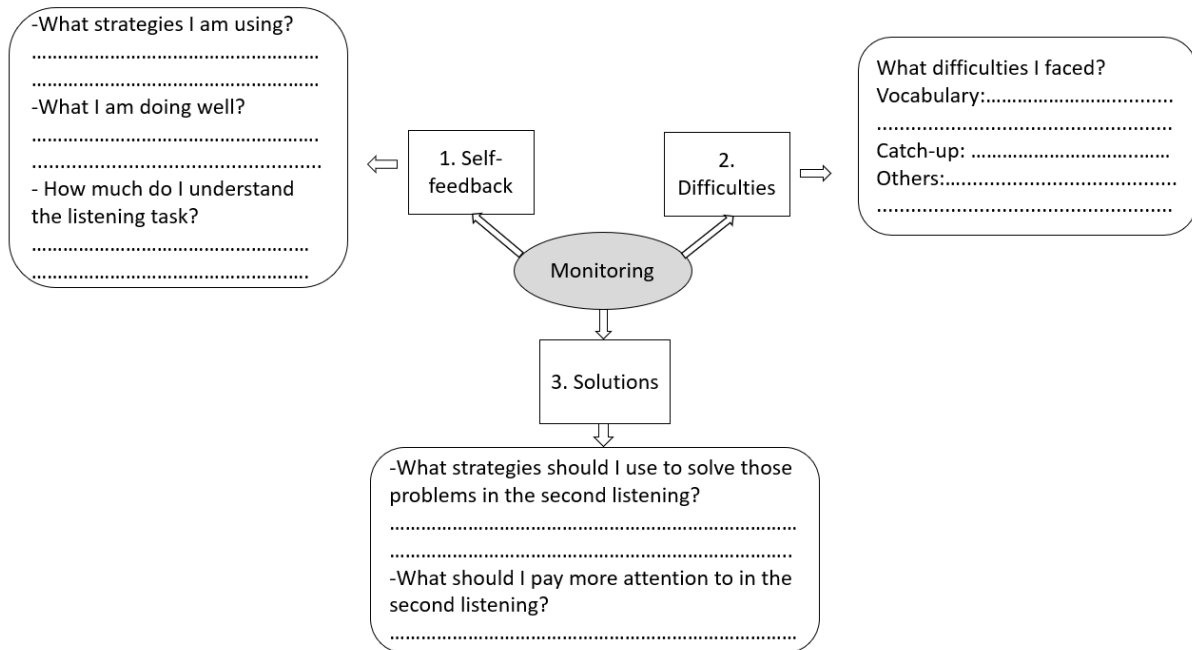 -What strategies I am using?
……………………………………………….
……………………………………………….
-What I am doing well?
……………………………………………….
……………………………………………….
- How much do I understand
the listening task?
……………………………………………..
……………………………………………..
1. Self-
feedback
2.
Difficulties
What difficulties I faced?
Vocabulary:……………………............
……………………………………………….
Catch-up: ……………………………….
Others:……………………………………..
……………………………………………….
Monitoring
3. Solutions
-What strategies should I use to solve those
problems in the second listening?
……………………………………………………………………
…………………………………………………………………..
-What should I pay more attention to in the
second listening?
……………………………………………………………………